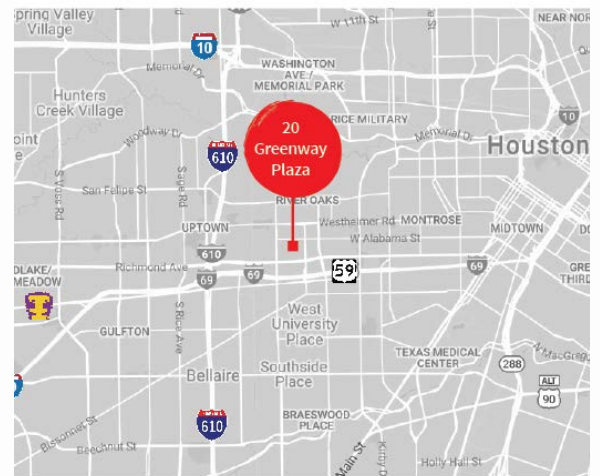 Spring Valley
Village
W 11th St
NEAR NOR
10
WASHINGTON
AVE./
MEMORIAL PARK
Memorial Dr
Hunters
Creek Village
10
20
Greenway
Plaza
RICE MILITARY
Memorial Dr
Woodway Dr
610
Houston
S Voss Rd
San Felipe St
Sage Rd
RIVER OAKS
Westheimer Rd
MONTROSE
UPTOWN
W Alabama St
MIDTOWN
610
Richmond Ave
69
69
59
69
GRE
THIRD
DLAKE/
MEADOW
S Rice Ave
GULFTON
West
University
Place
TEXAS MEDICAL
CENTER
288
N MacGreg
Bellaire
Southside
Place
ALT
90
610
BRAESWOOD
PLACE
Bissonnet St
Beechnut St
Main St
Kirby D
Holly Hall St